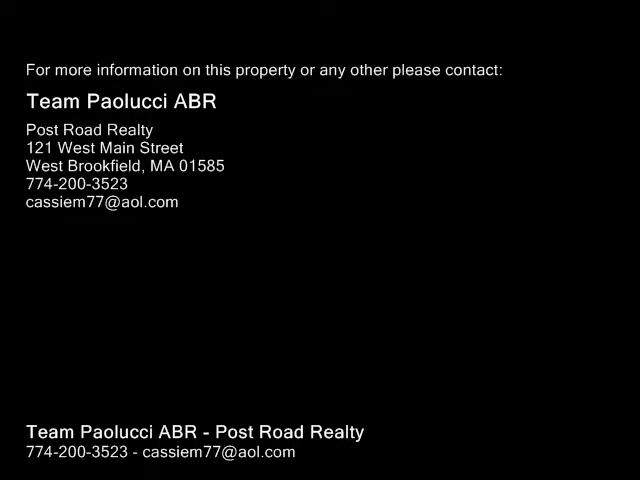 For more information on this property or any other please contact:
Team Paolucci ABR
Post Road Realty
121 West Main Street
West Brookfield, MA 01585
774-200-3523
cassiem77@aol.com
Team Paolucci ABR - Post Road Realty
774-200-3523 - cassiem77@aol.com